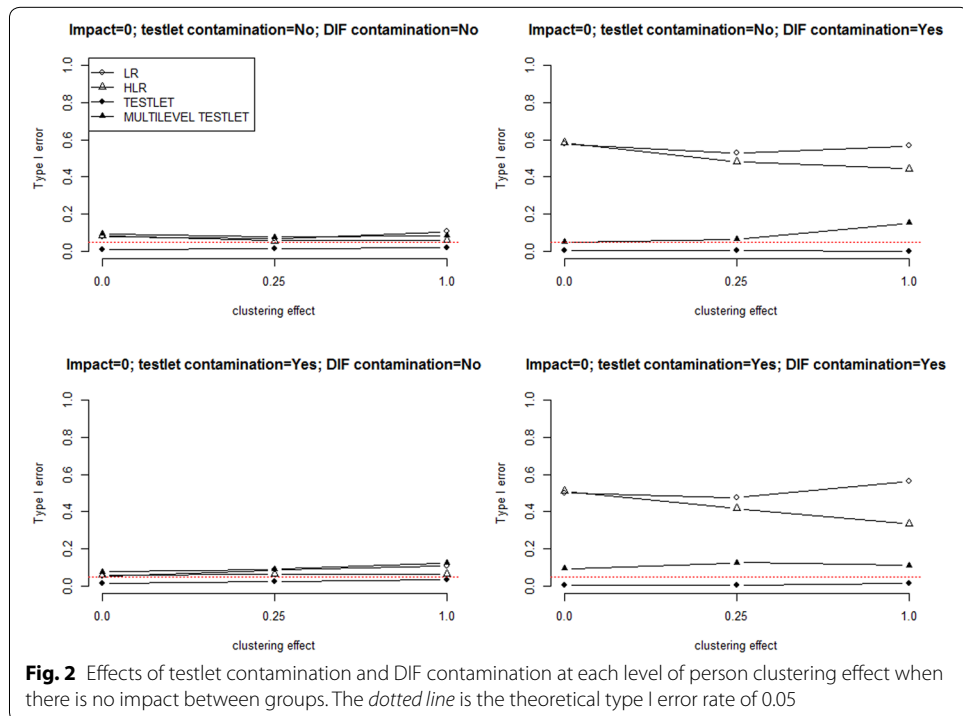 Impact=0; testlet contamination=No; DIF contamination=No
Type I error
1.0
0.8
0.6
0.4
0.2
0.0
LR
HLR
TESTLET
MULTILEVEL TESTLET
0.0
0.25
1.0
clustering effect
Impact=0; testlet contamination=No; DIF contamination=Yes
Type I error
1.0
0.8
0.6
0.4
0.2
0.0
0.0
0.25
1.0
clustering effect
Impact=0; testlet contamination=Yes; DIF contamination=No
Type I error
1.0
0.8
0.6
0.4
0.2
0.0
0.0
0.25
1.0
clustering effect
Impact=0; testlet contamination=Yes; DIF contamination=Yes
Type I error
1.0
0.8
0.6
0.4
0.2
0.0
0.0
0.25
1.0
clustering effect
Fig. 2 Effects of testlet contamination and DIF contamination at each level of person clustering effect when
there is no impact between groups. The dotted line is the theoretical type I error rate of 0.05